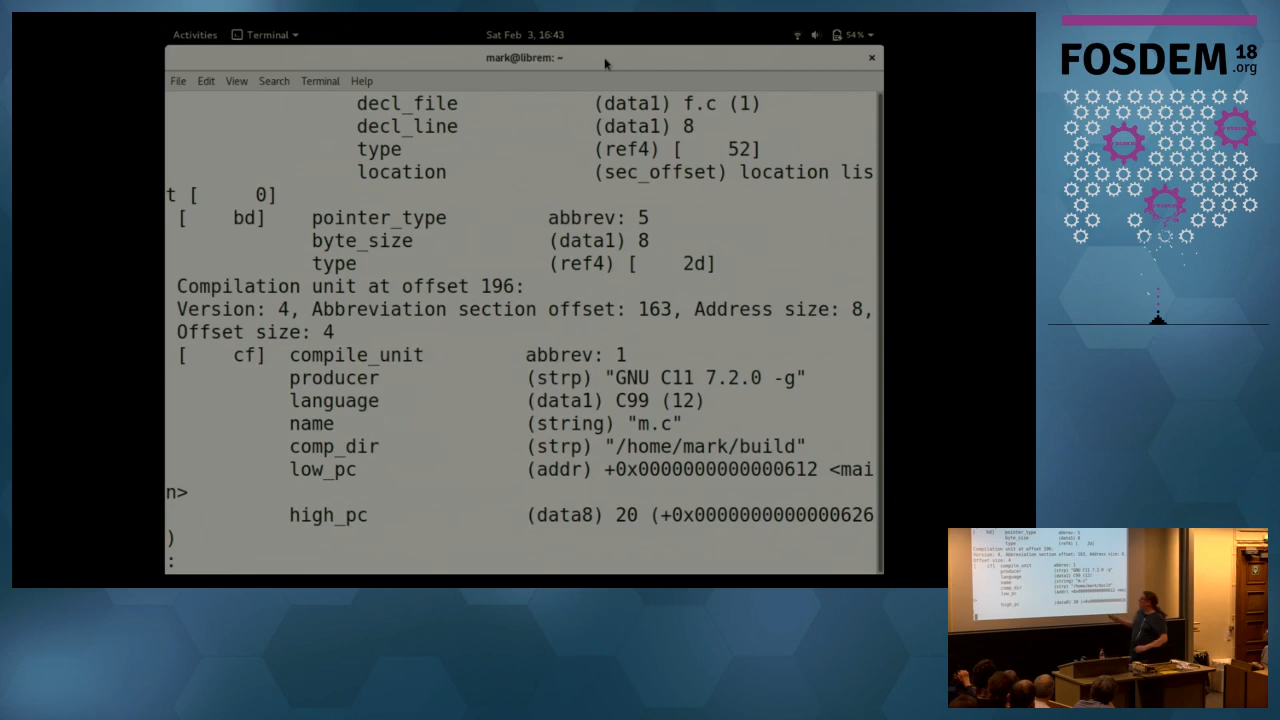 Activities Terminal Sat Feb 3, 16:43 54%
mark@librem: ~
File Edit View Search Terminal Help
decl_file (data1) f.c (1)
decl_line (data1) 8
type (ref4) [ 52]
location (sec_offset) location lis
t [ 0]
[ bd] pointer_type abbrev: 5
byte_size (data1) 8
type (ref4) [ 2d]
Compilation unit at offset 196:
Version: 4, Abbreviation section offset: 163, Address size: 8,
Offset size: 4
[ cf] compile_unit abbrev: 1
producer (strp) "GNU C11 7.2.0 -g"
language (data1) C99 (12)
name (string) "m.c"
comp_dir (strp) "/home/mark/build"
low_pc (addr) +0x0000000000000612 <mai
n>
high_pc (data8) 20 (+0x0000000000000626
)
:
FOSDEM 18
.org